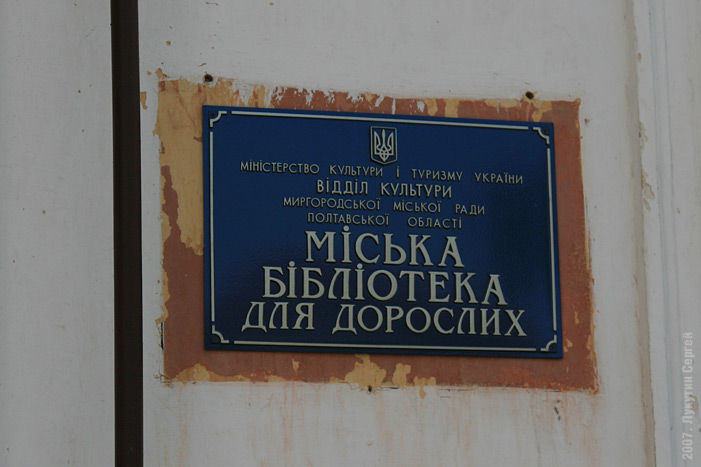 МІНІСТЕРСТВО КУЛЬТУРИ І ТУРИЗМУ УКРАЇНИ
ВІДДІЛ КУЛЬТУРИ
МИРГОРОДСЬКОЇ МІСЬКОЇ РАДИ
ПОЛТАВСЬКОЇ ОБЛАСТІ
МІСЬКА
БІБЛІОТЕКА
ДЛЯ ДОРОСЛИХ
2007, Лукутин Сергей